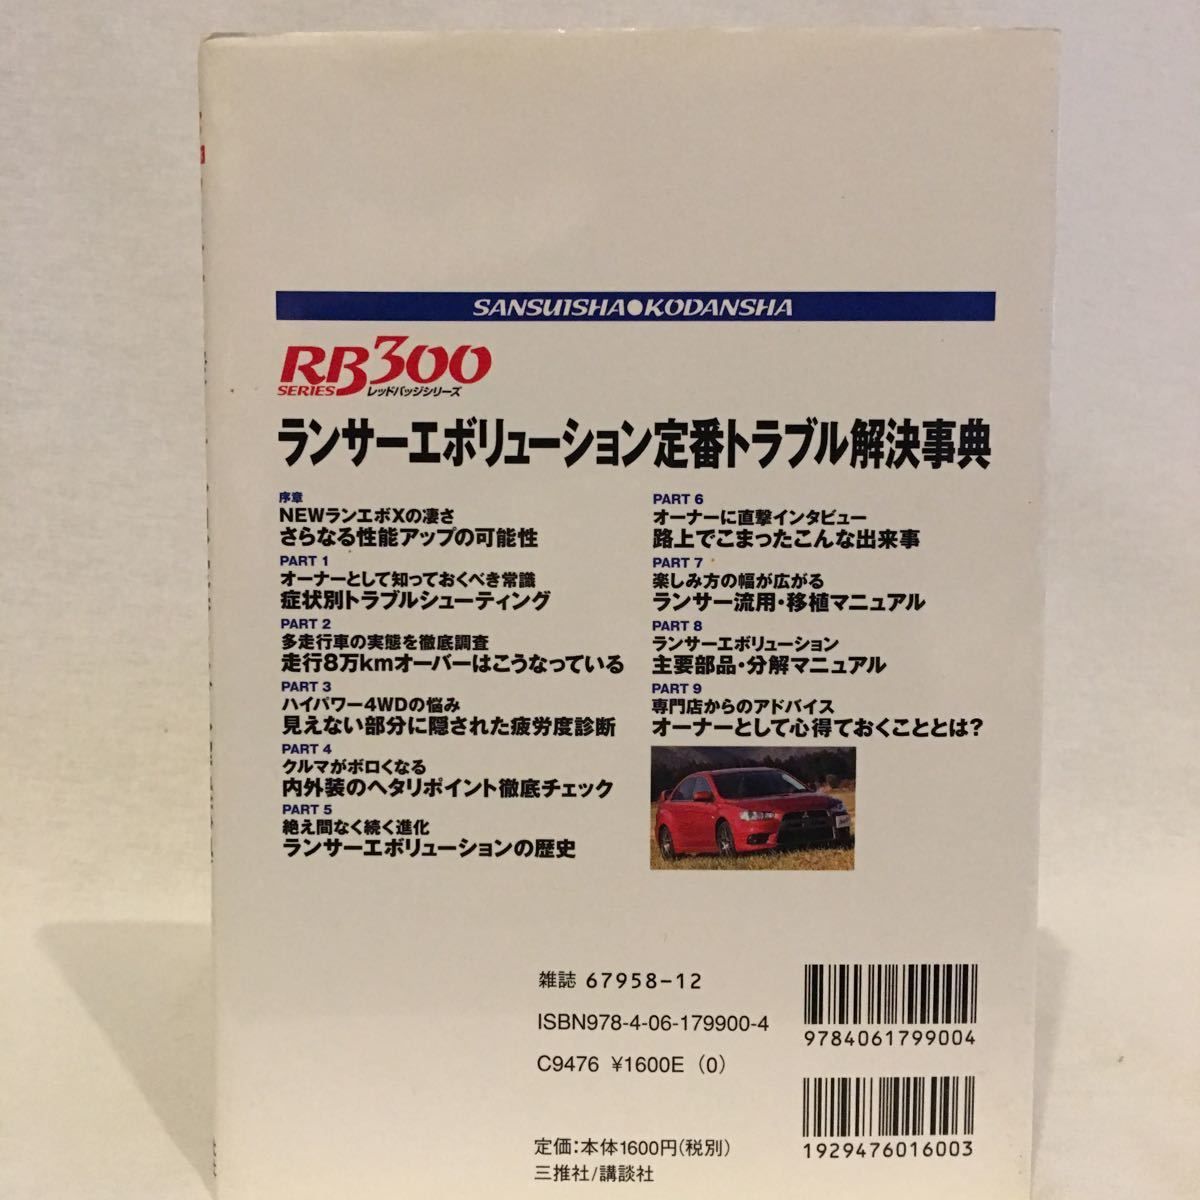 SANSUISHA●KODANSHA
RB300
SERIES レッドバッジシリーズ
ランサーエボリューション定番トラブル解決事典
序章
NEWランエボXの凄さ
さらなる性能アップの可能性
PART 1
オーナーとして知っておくべき常識
症状別トラブルシューティング
PART 2
多走行車の実態を徹底調査
走行8万kmオーバーはこうなっている
PART 3
ハイパワー4WDの悩み
見えない部分に隠された疲労度診断
PART 4
クルマがボロくなる
内外装のヘタリポイント徹底チェック
PART 5
絶え間なく続く進化
ランサーエボリューションの歴史
PART 6
オーナーに直撃インタビュー
路上でこまったこんな出来事
PART 7
楽しみ方の幅が広がる
ランサー流用・移植マニュアル
PART 8
ランサーエボリューション
主要部品・分解マニュアル
PART 9
専門店からのアドバイス
オーナーとして心得ておくこととは?
雑誌 67958-12
ISBN978-4-06-179900-4
C9476 ¥1600E (0)
定価:本体1600円(税別)
三推社/講談社
9784061799004
1929476016003